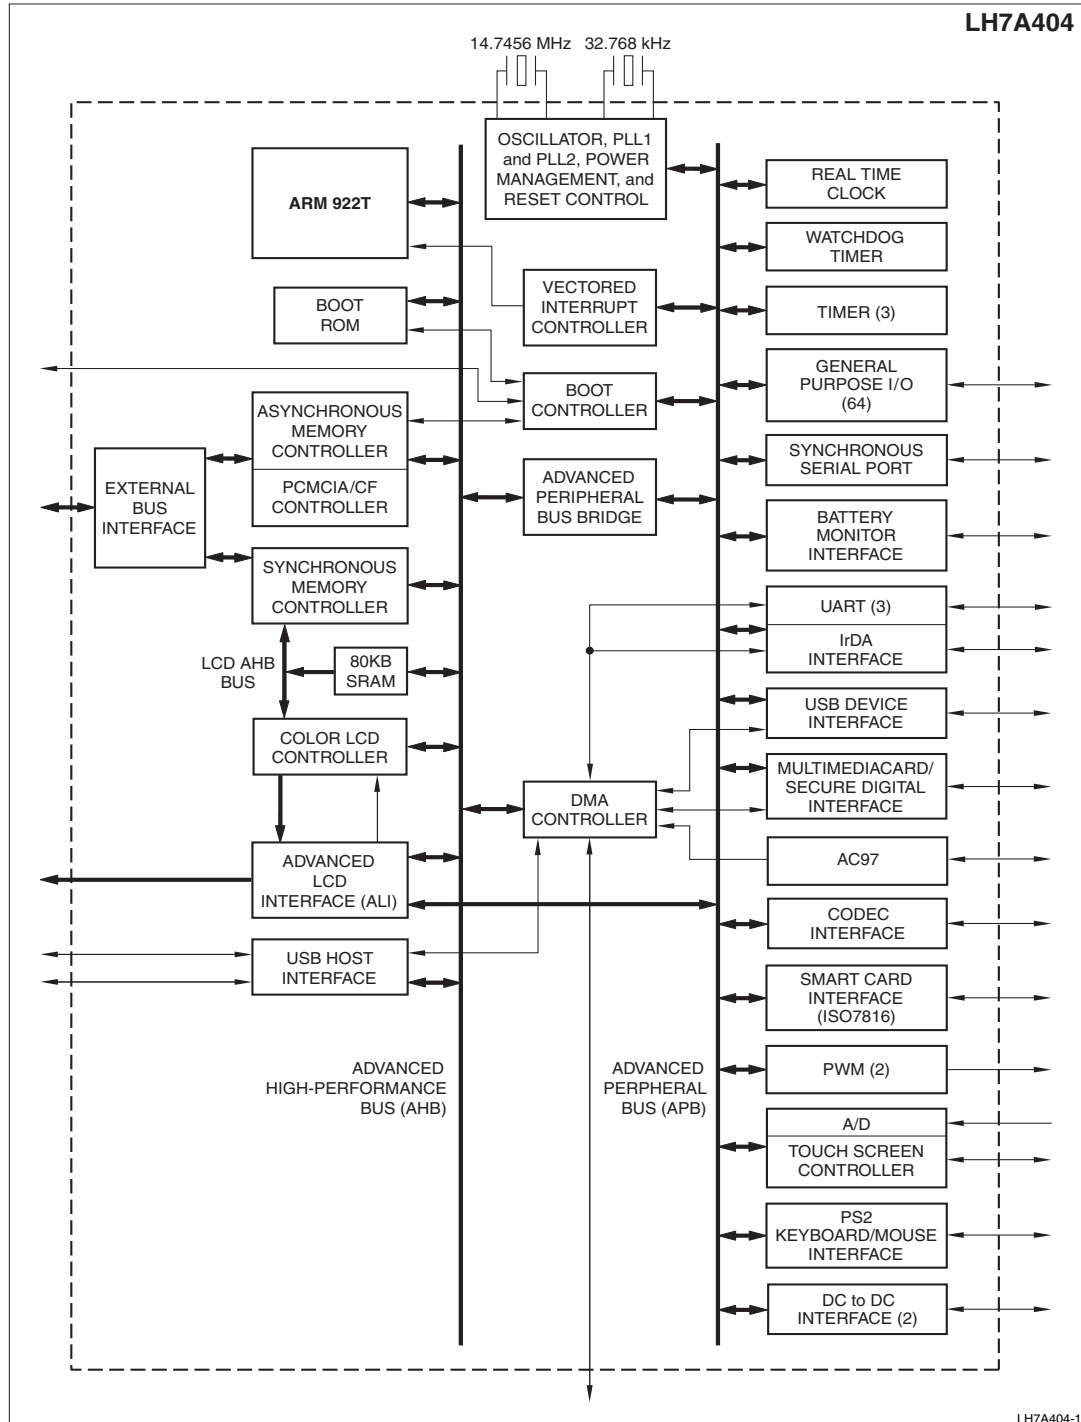 LH7A404
14.7456 MHz 32.768 kHz
OSCILLATOR, PLL1
and PLL2, POWER
MANAGEMENT, and
RESET CONTROL
ARM 922T
REAL TIME
CLOCK
WATCHDOG
TIMER
VECTORED
INTERRUPT
CONTROLLER
BOOT
ROM
TIMER (3)
GENERAL
PURPOSE I/O
(64)
BOOT
CONTROLLER
ASYNCHRONOUS
MEMORY
CONTROLLER
PCMCIA/CF
CONTROLLER
SYNCHRONOUS
SERIAL PORT
EXTERNAL
BUS
INTERFACE
ADVANCED
PERIPHERAL
BUS BRIDGE
BATTERY
MONITOR
INTERFACE
SYNCHRONOUS
MEMORY
CONTROLLER
UART (3)
IrDA
INTERFACE
LCD AHB
BUS
80KB
SRAM
USB DEVICE
INTERFACE
COLOR LCD
CONTROLLER
MULTIMEDIACARD/
SECURE DIGITAL
INTERFACE
DMA
CONTROLLER
AC97
ADVANCED
LCD
INTERFACE (ALI)
CODEC
INTERFACE
USB HOST
INTERFACE
SMART CARD
INTERFACE
(ISO7816)
ADVANCED
HIGH-PERFORMANCE
BUS (AHB)
ADVANCED
PERPHERAL
BUS (APB)
PWM (2)
A/D
TOUCH SCREEN
CONTROLLER
PS2
KEYBOARD/MOUSE
INTERFACE
DC to DC
INTERFACE (2)
LH7A404-1